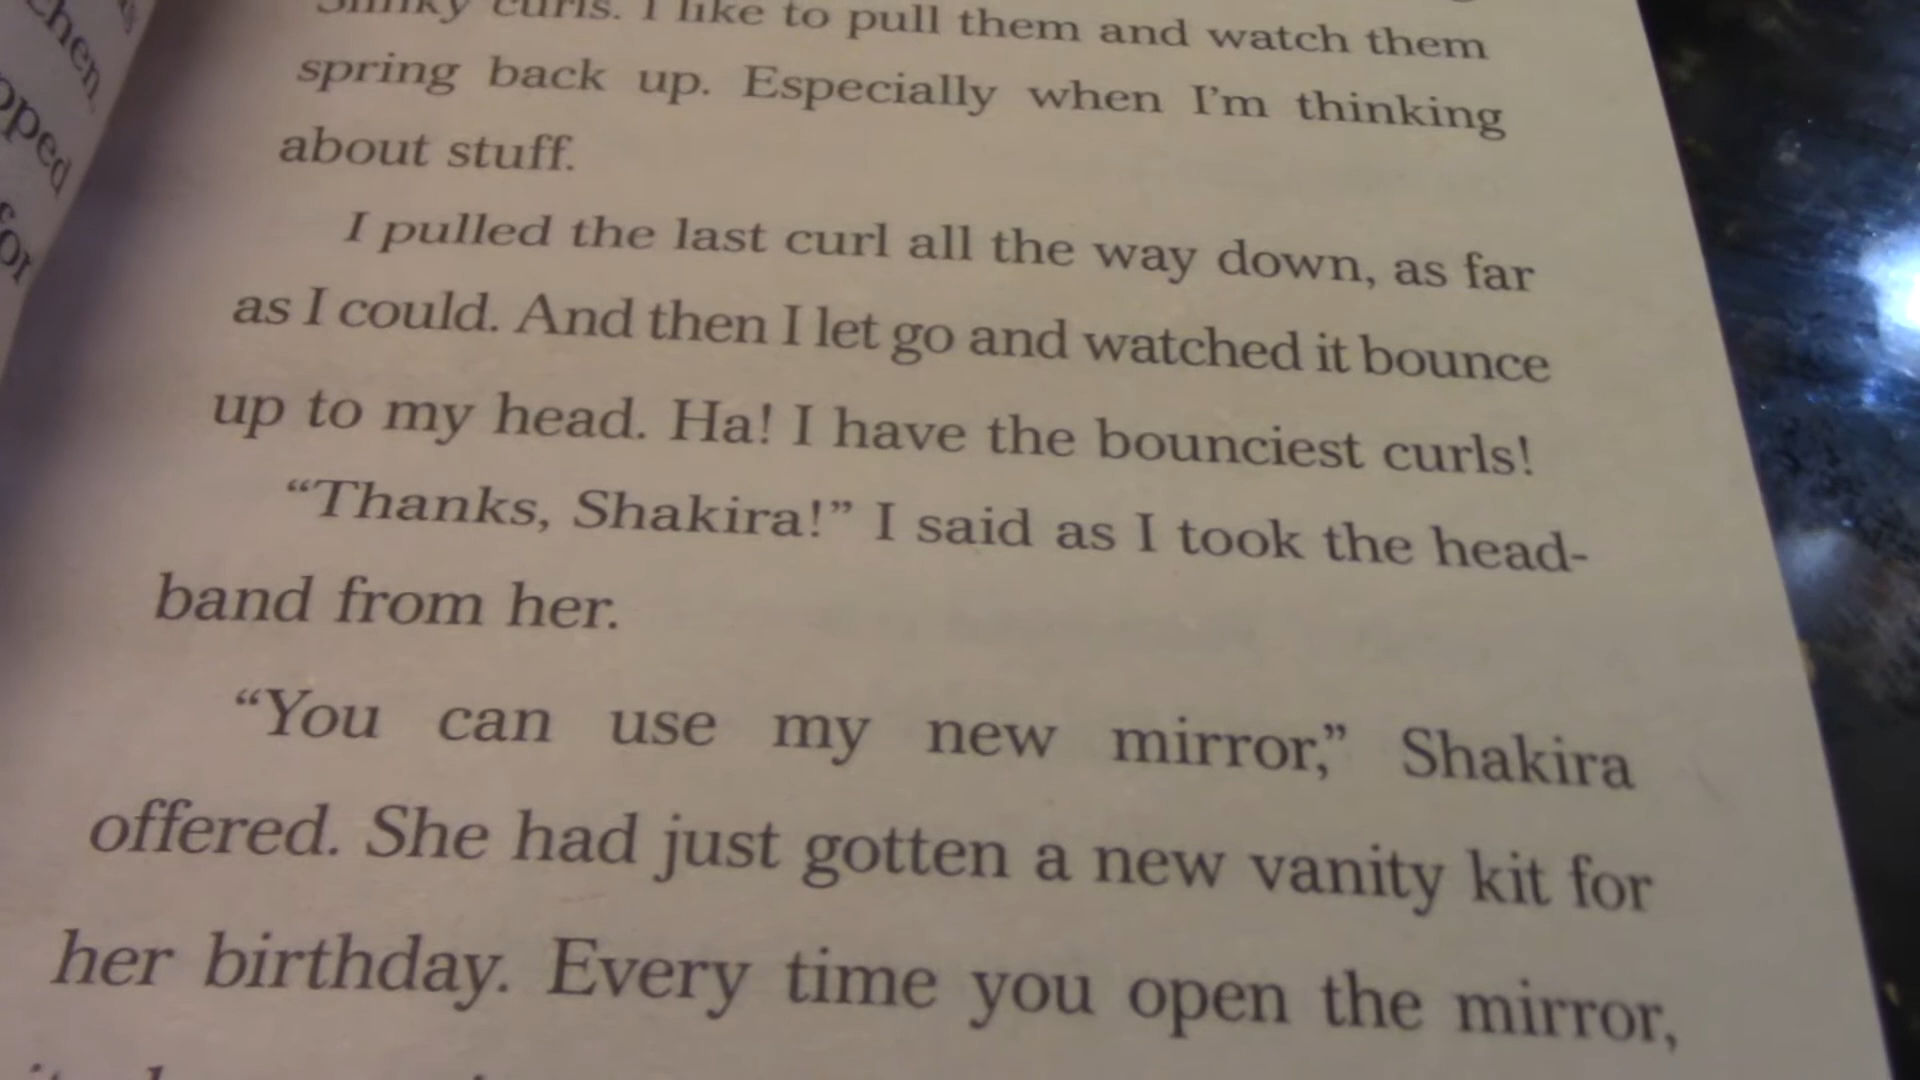 Slinky curls. I like to pull them and watch them
spring back up. Especially when I'm thinking
about stuff.
I pulled the last curl all the way down, as far
as I could. And then I let go and watched it bounce
up to my head. Ha! I have the bounciest curls!
“Thanks, Shakira!” I said as I took the head-
band from her.
“You can use my new mirror,” Shakira
offered. She had just gotten a new vanity kit for
her birthday. Every time you open the mirror,